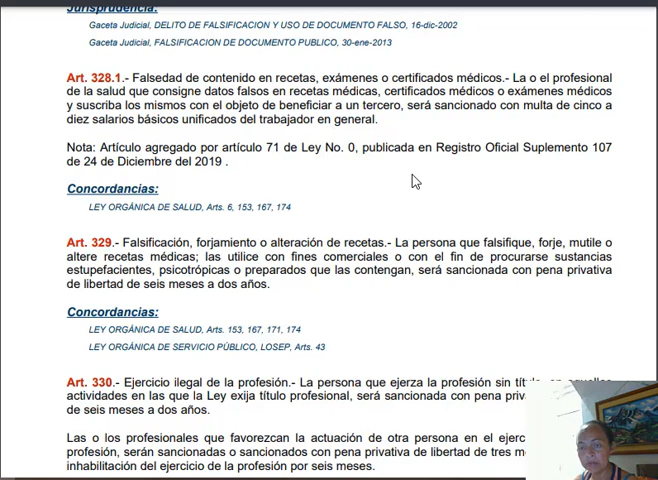 Jurisprudencia:
Gaceta Judicial, DELITO DE FALSIFICACION Y USO DE DOCUMENTO FALSO, 16-dic-2002
Gaceta Judicial, FALSIFICACION DE DOCUMENTO PUBLICO, 30-ene-2013
Art. 328.1.- Falsedad de contenido en recetas, exámenes o certificados médicos.- La o el profesional
de la salud que consigne datos falsos en recetas médicas, certificados médicos o exámenes médicos
y suscriba los mismos con el objeto de beneficiar a un tercero, será sancionado con multa de cinco a
diez salarios básicos unificados del trabajador en general.
Nota: Artículo agregado por artículo 71 de Ley No. 0, publicada en Registro Oficial Suplemento 107
de 24 de Diciembre del 2019 .
Concordancias:
LEY ORGÁNICA DE SALUD, Arts. 6, 153, 167, 174
Art. 329.- Falsificación, forjamiento o alteración de recetas.- La persona que falsifique, forje, mutile o
altere recetas médicas; las utilice con fines comerciales o con el fin de procurarse sustancias
estupefacientes, psicotrópicas o preparados que las contengan, será sancionada con pena privativa
de libertad de seis meses a dos años.
Concordancias:
LEY ORGÁNICA DE SALUD, Arts. 153, 167, 171, 174
LEY ORGÁNICA DE SERVICIO PÚBLICO, LOSEP, Arts. 43
Art. 330.- Ejercicio ilegal de la profesión.- La persona que ejerza la profesión sin
actividades en las que la Ley exija título profesional, será sancionada con pena
de seis meses a dos años.
Las o los profesionales que favorezcan la actuación de otra persona en el
profesión, serán sancionadas o sancionados con pena privativa de libertad de tres
inhabilitación del ejercicio de la profesión por seis meses.